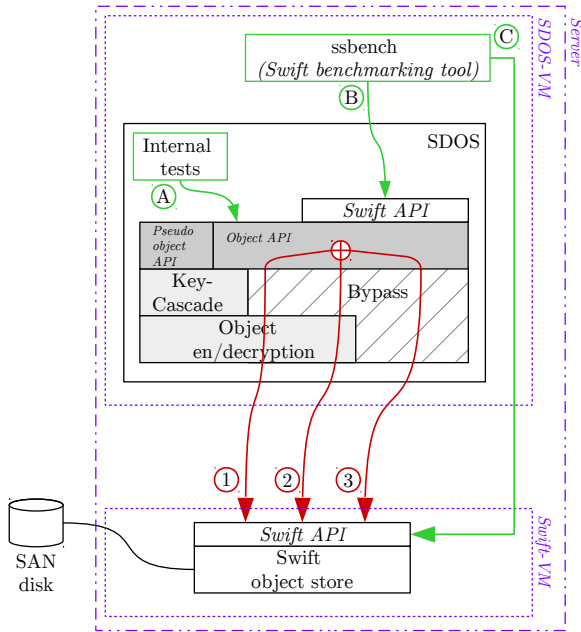 ssbench
(Swift benchmarking tool)
C
SDOS-VM
Server
B
SDOS
Internal
tests
A
Swift API
Pseudo
object
API
Object API
Key-
Cascade
Bypass
Object
en/decryption
1
2
3
Swift API
Swift
object store
Swift-VM
SAN
disk